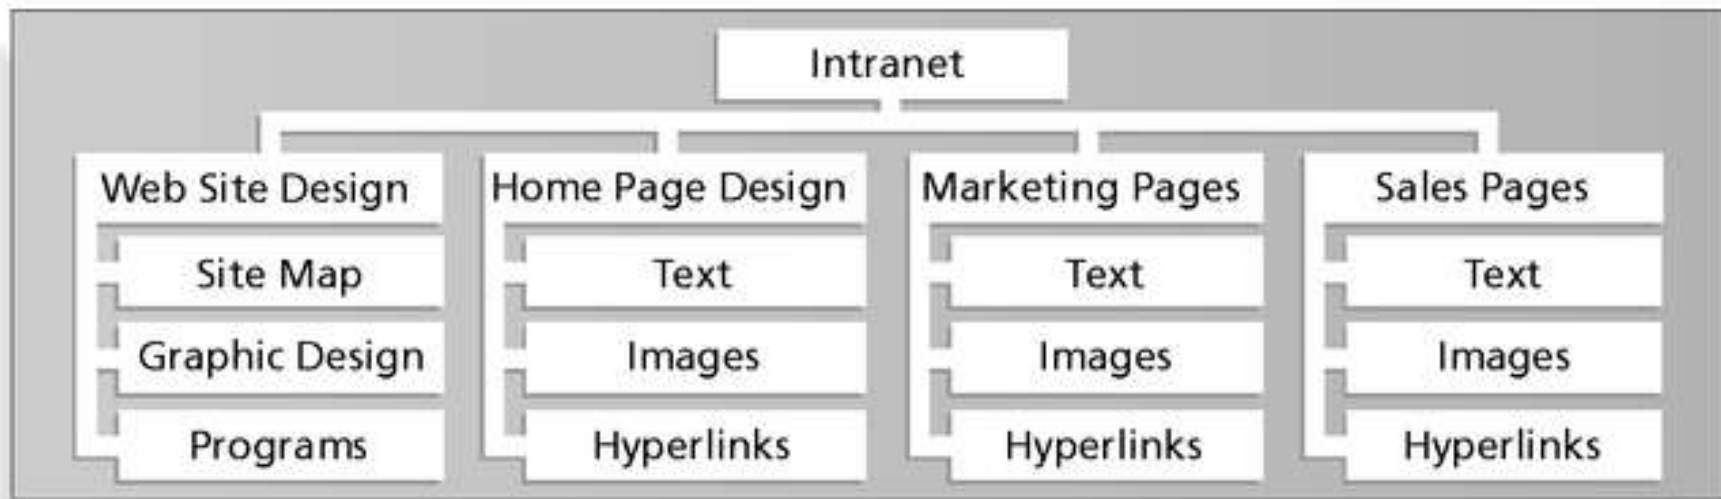 Intranet
Web Site Design
Site Map
Graphic Design
Programs
Home Page Design
Text
Images
Hyperlinks
Marketing Pages
Text
Images
Hyperlinks
Sales Pages
Text
Images
Hyperlinks